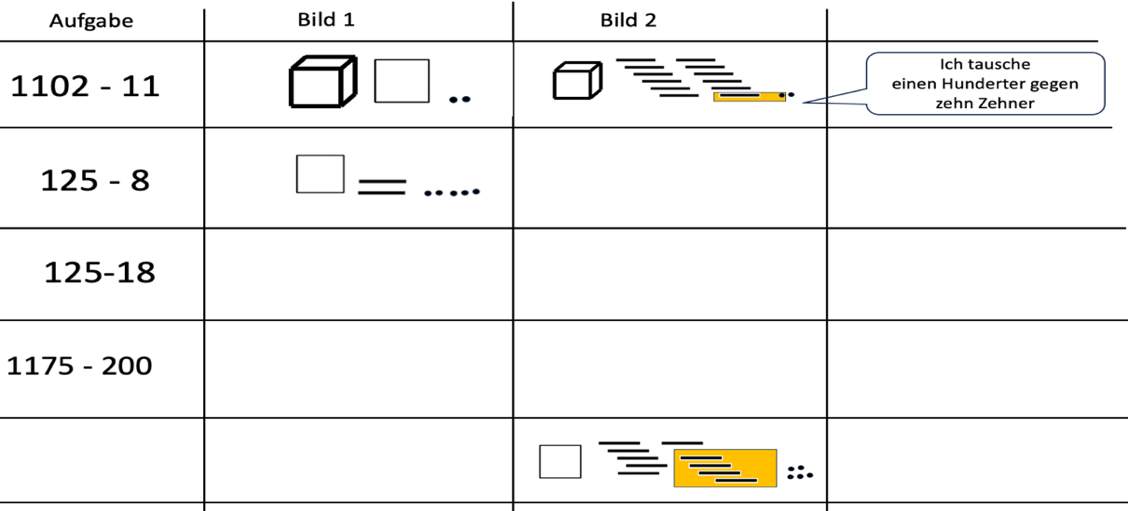 Aufgabe Bild 1 Bild 2
1102 - 11
Ich tausche
einen Hunderter gegen
zehn Zehner
125 - 8
125-18
1175 - 200